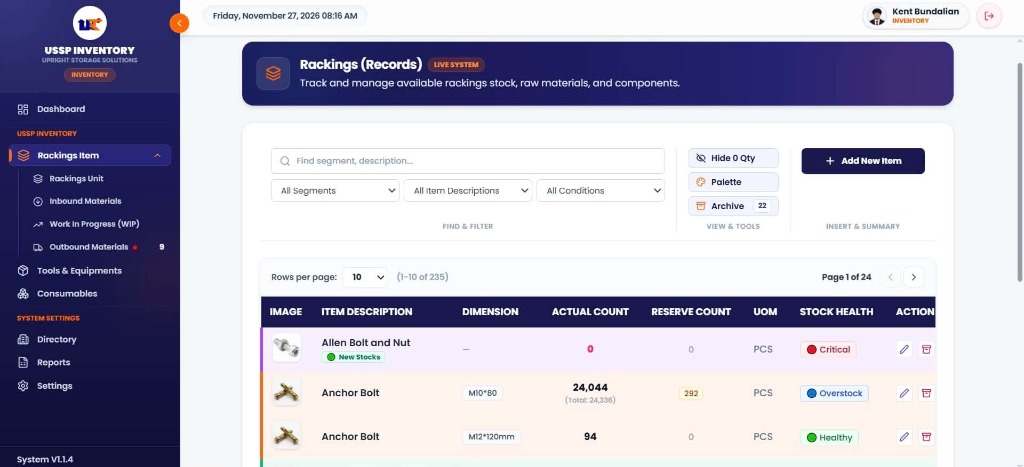 Friday, November 27, 2026 08:16 AM
Kent Bundalian
INVENTORY
USSP INVENTORY
UPRIGHT STORAGE SOLUTIONS
INVENTORY
Dashboard
USSP INVENTORY
Rackings Item
Rackings Unit
Inbound Materials
Work In Progress (WIP)
Outbound Materials 9
Tools & Equipments
Consumables
SYSTEM SETTINGS
Directory
Reports
Settings
System V1.1.4
Rackings (Records) LIVE SYSTEM
Track and manage available rackings stock, raw materials, and components.
Find segment, description...
All Segments All Item Descriptions All Conditions
FIND & FILTER
Hide 0 Qty
Palette
Archive 22
VIEW & TOOLS
+ Add New Item
INSERT & SUMMARY
Rows per page: 10 (1-10 of 235) Page 1 of 24
IMAGE ITEM DESCRIPTION DIMENSION ACTUAL COUNT RESERVE COUNT UOM STOCK HEALTH ACTION
Allen Bolt and Nut — 0 0 PCS Critical
New Stocks
Anchor Bolt M10*80 24,044 292 PCS Overstock
(Total: 24,336)
Anchor Bolt M12*120mm 94 0 PCS Healthy